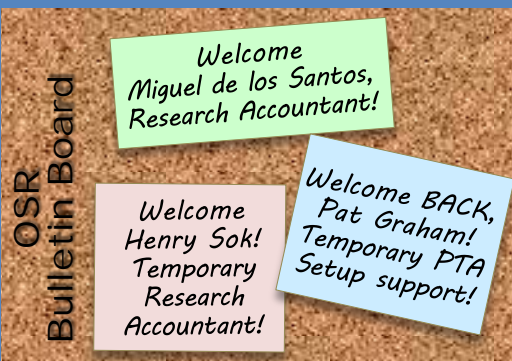 OSR
Bulletin Board
Welcome
Miguel de los Santos,
Research Accountant!
Welcome
Henry Sok!
Temporary
Research
Accountant!
Welcome BACK,
Pat Graham!
Temporary PTA
Setup support!